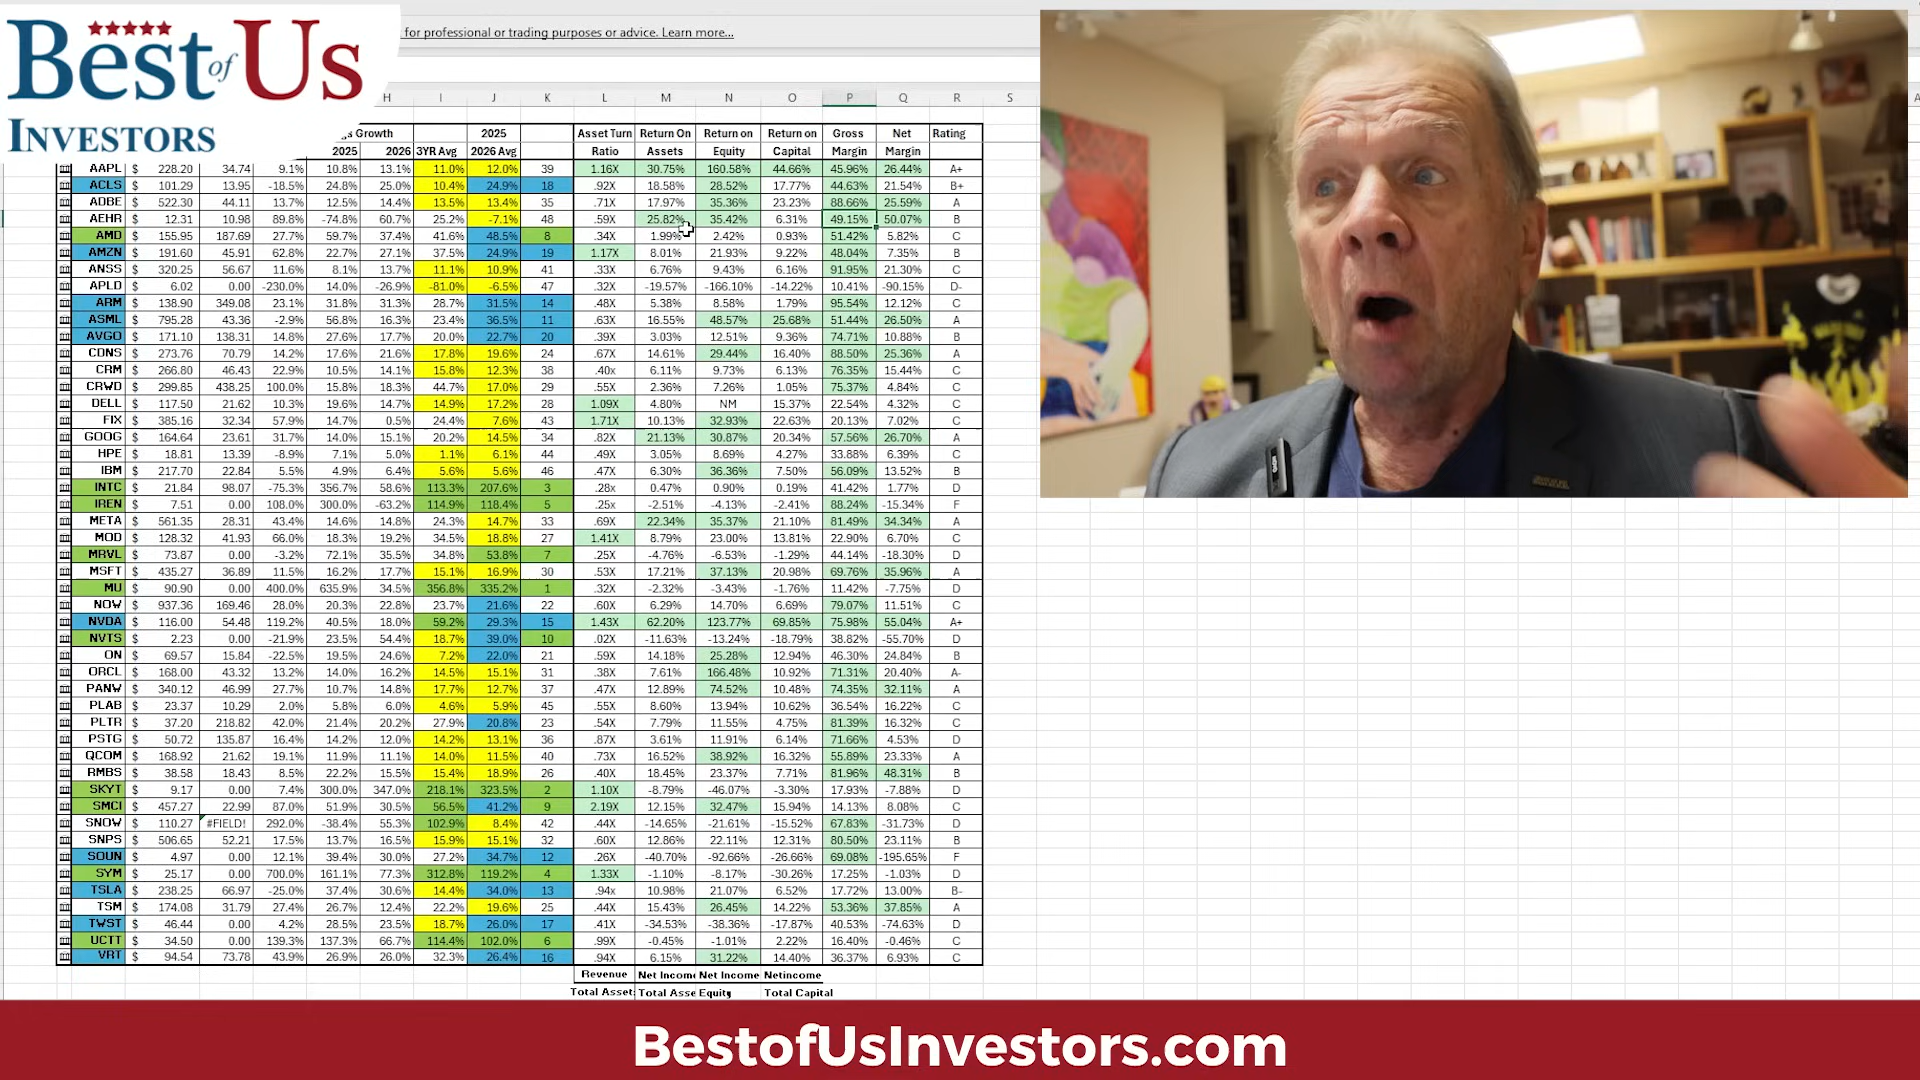 Best of Us
INVESTORS
for professional or trading purposes or advice. Learn more...
H I J K L M N O P Q R S
s Growth 2025 Asset Turn Return On Return on Return on Gross Net Rating
2025 2026 3YR Avg 2026 Avg Ratio Assets Equity Capital Margin Margin
AAPL $ 228.20 34.74 9.1% 10.8% 13.1% 11.0% 12.0% 39 1.16X 30.75% 160.58% 44.66% 45.96% 26.44% A+
ACLS $ 101.29 13.95 -18.5% 24.8% 25.0% 10.4% 24.9% 18 .92X 18.58% 28.52% 17.77% 44.63% 21.54% B+
ADBE $ 522.30 44.11 13.7% 12.5% 14.4% 13.5% 13.4% 35 .71X 17.97% 35.36% 23.23% 88.66% 25.59% A
AEHR $ 12.31 10.98 89.8% -74.8% 60.7% 25.2% -7.1% 48 .59X 25.82% 35.42% 6.31% 49.15% 50.07% B
AMD $ 155.95 187.69 27.7% 59.7% 37.4% 41.6% 48.5% 8 .34X 1.99% 2.42% 0.93% 51.42% 5.82% C
AMZN $ 191.60 45.91 62.8% 22.7% 27.1% 37.5% 24.9% 19 1.17X 8.01% 21.93% 9.22% 48.04% 7.35% B
ANSS $ 320.25 56.67 11.6% 8.1% 13.7% 11.1% 10.9% 41 .33X 6.76% 9.43% 6.16% 91.95% 21.30% C
APLD $ 6.02 0.00 -230.0% 14.0% -26.9% -81.0% -6.5% 47 .32X -19.57% -166.10% -14.22% 10.41% -90.15% D-
ARM $ 138.90 349.08 23.1% 31.8% 31.3% 28.7% 31.5% 14 .48X 5.38% 8.58% 1.79% 95.54% 12.12% C
ASML $ 795.28 43.36 -2.9% 56.8% 16.3% 23.4% 36.5% 11 .63X 16.55% 48.57% 25.68% 51.44% 26.50% A
AVGO $ 171.10 138.31 14.8% 27.6% 17.7% 20.0% 22.7% 20 .39X 3.03% 12.51% 9.36% 74.71% 10.88% B
CDNS $ 273.76 70.79 14.2% 17.6% 21.6% 17.8% 19.6% 24 .67X 14.61% 29.44% 16.40% 88.50% 25.36% A
CRM $ 266.80 46.43 22.9% 10.5% 14.1% 15.8% 12.3% 38 .40x 6.11% 9.73% 6.13% 76.35% 15.44% C
CRWD $ 299.85 438.25 100.0% 15.8% 18.3% 44.7% 17.0% 29 .55X 2.36% 7.26% 1.05% 75.37% 4.84% C
DELL $ 117.50 21.62 10.3% 19.6% 14.7% 14.9% 17.2% 28 1.09X 4.80% NM 15.37% 22.54% 4.32% C
FIX $ 385.16 32.34 57.9% 14.7% 0.5% 24.4% 7.6% 43 1.71X 10.13% 32.93% 22.63% 20.13% 7.02% C
GOOG $ 164.64 23.61 31.7% 14.0% 15.1% 20.2% 14.5% 34 .82X 21.13% 30.87% 20.34% 57.56% 26.70% A
HPE $ 18.81 13.39 -8.9% 7.1% 5.0% 1.1% 6.1% 44 .49X 3.05% 8.69% 4.27% 33.88% 6.39% C
IBM $ 217.70 22.84 5.5% 4.9% 6.4% 5.6% 5.6% 46 .47X 6.30% 36.36% 7.50% 56.09% 13.52% B
INTC $ 21.84 98.07 -75.3% 356.7% 58.6% 113.3% 207.6% 3 .28x 0.47% 0.90% 0.19% 41.42% 1.77% D
IREN $ 7.51 0.00 108.0% 300.0% -63.2% 114.9% 118.4% 5 .25x -2.51% -4.13% -2.41% 88.24% -15.34% F
META $ 561.35 28.31 43.4% 14.6% 14.8% 24.3% 14.7% 33 .69X 22.34% 35.37% 21.10% 81.49% 34.34% A
MOD $ 128.32 41.93 66.0% 18.3% 19.2% 34.5% 18.8% 27 1.41X 8.79% 23.00% 13.81% 22.90% 6.70% C
MRVL $ 73.87 0.00 -3.2% 72.1% 35.5% 34.8% 53.8% 7 .25X -4.76% -6.53% -1.29% 44.14% -18.30% D
MSFT $ 435.27 36.89 11.5% 16.2% 17.7% 15.1% 16.9% 30 .53X 17.21% 37.13% 20.98% 69.76% 35.96% A
MU $ 90.90 0.00 400.0% 635.9% 34.5% 356.8% 335.2% 1 .32X -2.32% -3.43% -1.76% 11.42% -7.75% D
NOW $ 937.36 169.46 28.0% 20.3% 22.8% 23.7% 21.6% 22 .60X 6.29% 14.70% 6.69% 79.07% 11.51% C
NVDA $ 116.00 54.48 119.2% 40.5% 18.0% 59.2% 29.3% 15 1.43X 62.20% 123.77% 69.85% 75.98% 55.04% A+
NVTS $ 2.23 0.00 -21.9% 23.5% 54.4% 18.7% 39.0% 10 .02X -11.63% -13.24% -18.79% 38.82% -55.70% D
ON $ 69.57 15.84 -22.5% 19.5% 24.6% 7.2% 22.0% 21 .59X 14.18% 25.28% 12.94% 46.30% 24.84% B
ORCL $ 168.00 43.32 13.2% 14.0% 16.2% 14.5% 15.1% 31 .38X 7.61% 166.48% 10.92% 71.31% 20.40% A-
PANW $ 340.12 46.99 27.7% 10.7% 14.8% 17.7% 12.7% 37 .47X 12.89% 74.52% 10.48% 74.35% 32.11% A
PLAB $ 23.37 10.29 2.0% 5.8% 6.0% 4.6% 5.9% 45 .55X 8.60% 13.94% 10.62% 36.54% 16.22% C
PLTR $ 37.20 218.82 42.0% 21.4% 20.2% 27.9% 20.8% 23 .54X 7.79% 11.55% 4.75% 81.39% 16.32% C
PSTG $ 50.72 135.87 16.4% 14.2% 12.0% 14.2% 13.1% 36 .87X 3.61% 11.91% 6.14% 71.66% 4.53% D
QCOM $ 168.92 21.62 19.1% 11.9% 11.1% 14.0% 11.5% 40 .73X 16.52% 38.92% 16.32% 55.89% 23.33% A
RMBS $ 38.58 18.43 8.5% 22.2% 15.5% 15.4% 18.9% 26 .40X 18.45% 23.37% 7.71% 81.96% 48.31% B
SKYT $ 9.17 0.00 7.4% 300.0% 347.0% 218.1% 323.5% 2 1.10X -8.79% -46.07% -3.30% 17.93% -7.88% D
SMCI $ 457.27 22.99 87.0% 51.9% 30.5% 56.5% 41.2% 9 2.19X 12.15% 32.47% 15.94% 14.13% 8.08% C
SNOW $ 110.27 #FIELD! 292.0% -38.4% 55.3% 102.9% 8.4% 42 .44X -14.65% -21.61% -15.52% 67.83% -31.73% D
SNPS $ 506.65 52.21 17.5% 13.7% 16.5% 15.9% 15.1% 32 .60X 12.86% 22.11% 12.31% 80.50% 23.11% B
SOUN $ 4.97 0.00 12.1% 39.4% 30.0% 27.2% 34.7% 12 .26X -40.70% -92.66% -26.66% 69.08% -195.65% F
SYM $ 25.17 0.00 700.0% 161.1% 77.3% 312.8% 119.2% 4 1.33X -1.10% -8.17% -30.26% 17.25% -1.03% D
TSLA $ 238.25 66.97 -25.0% 37.4% 30.6% 14.4% 34.0% 13 .94x 10.98% 21.07% 6.52% 17.72% 13.00% B-
TSM $ 174.08 31.79 27.4% 26.7% 12.4% 22.2% 19.6% 25 .44X 15.43% 26.45% 14.22% 53.36% 37.85% A
TWST $ 46.44 0.00 4.2% 28.5% 23.5% 18.7% 26.0% 17 .41X -34.53% -38.36% -17.87% 40.53% -74.63% D
UCTT $ 34.50 0.00 139.3% 137.3% 66.7% 114.4% 102.0% 6 .99X -0.45% -1.01% 2.22% 16.40% -0.46% C
VRT $ 94.54 73.78 43.9% 26.9% 26.0% 32.3% 26.4% 16 .94X 6.15% 31.22% 14.40% 36.37% 6.93% C
Revenue Net Incom Net Income Netincome
Total Asset Total Asse Equity Total Capital
BestofUsInvestors.com